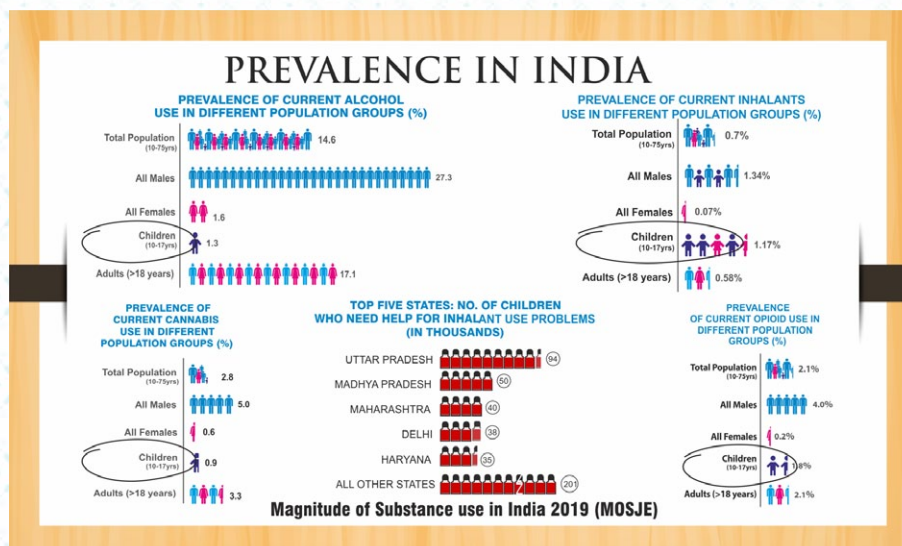 PREVALENCE IN INDIA
PREVALENCE OF CURRENT ALCOHOL
USE IN DIFFERENT POPULATION GROUPS (%)
Total Population
(10-75yrs)
14.6
All Males
27.3
All Females
1.6
Children
(10-17yrs)
1.3
Adults (>18 years)
17.1
PREVALENCE OF CURRENT INHALANTS
USE IN DIFFERENT POPULATION GROUPS (%)
Total Population
(10-75yrs)
0.7%
All Males
1.34%
All Females
0.07%
Children
(10-17yrs)
1.17%
Adults (>18 years)
0.58%
PREVALENCE OF
CURRENT CANNABIS
USE IN DIFFERENT
POPULATION GROUPS (%)
Total Population
(10-75yrs)
2.8
All Males
5.0
All Females
0.6
Children
(10-17yrs)
0.9
Adults (>18 years)
3.3
TOP FIVE STATES: NO. OF CHILDREN
WHO NEED HELP FOR INHALANT USE PROBLEMS
(IN THOUSANDS)
UTTAR PRADESH 94
MADHYA PRADESH 50
MAHARASHTRA 40
DELHI 38
HARYANA 35
ALL OTHER STATES 201
PREVALENCE
OF CURRENT OPIOID USE IN
DIFFERENT POPULATION
GROUPS (%)
Total Population
(10-75yrs)
2.1%
All Males
4.0%
All Females
0.2%
Children
(10-17yrs)
1.8%
Adults (>18 years)
2.1%
Magnitude of Substance use in India 2019 (MOSJE)